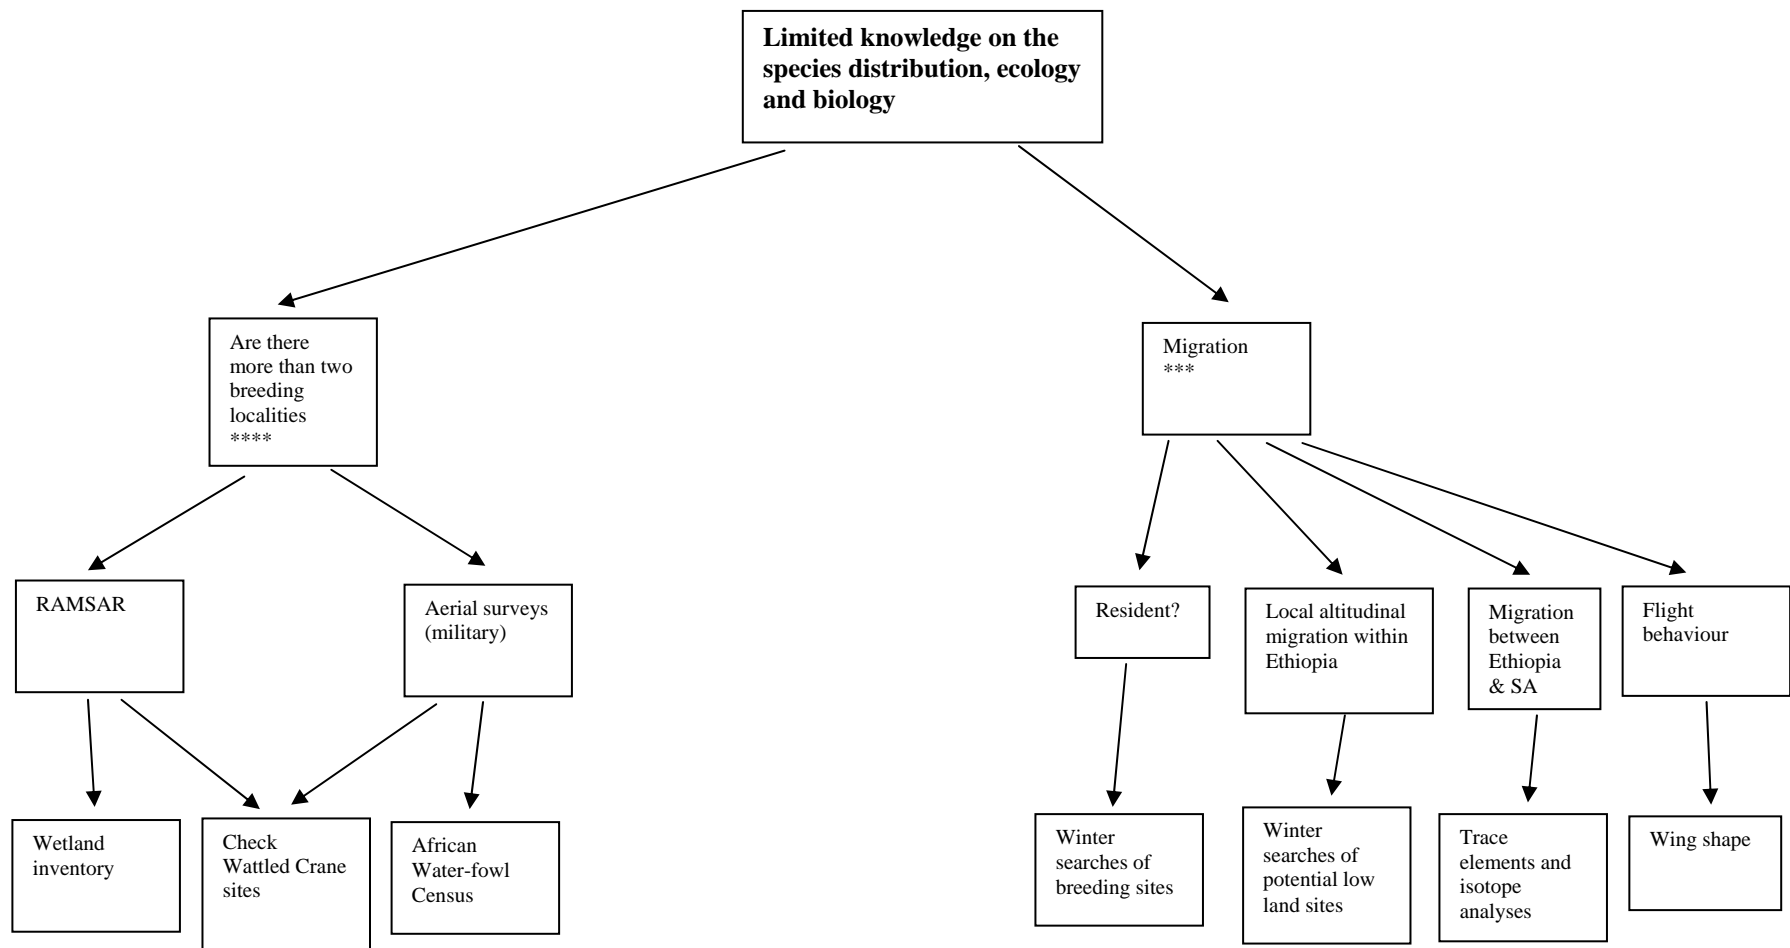 Limited knowledge on the
species distribution, ecology
and biology
Are there
more than two
breeding
localities
****
Migration
***
RAMSAR
Aerial surveys
(military)
Resident?
Local altitudinal
migration within
Ethiopia
Migration
between
Ethiopia
& SA
Flight
behaviour
Wetland
inventory
Check
Wattled Crane
sites
African
Water-fowl
Census
Winter
searches of
breeding sites
Winter
searches of
potential low
land sites
Trace
elements and
isotope
analyses
Wing shape